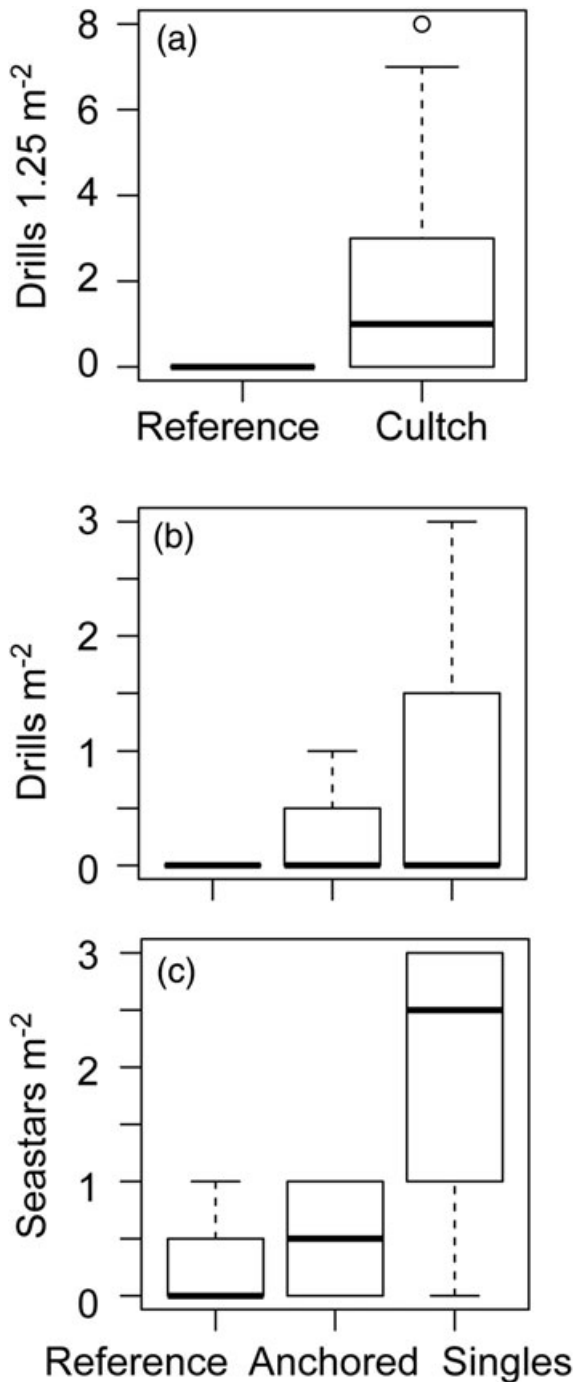 (a)
Drills 1.25 m⁻²
8
6
4
2
0
Reference Cultch
(b)
Drills m⁻²
3
2
1
0
(c)
Seastars m⁻²
3
2
1
0
Reference Anchored Singles